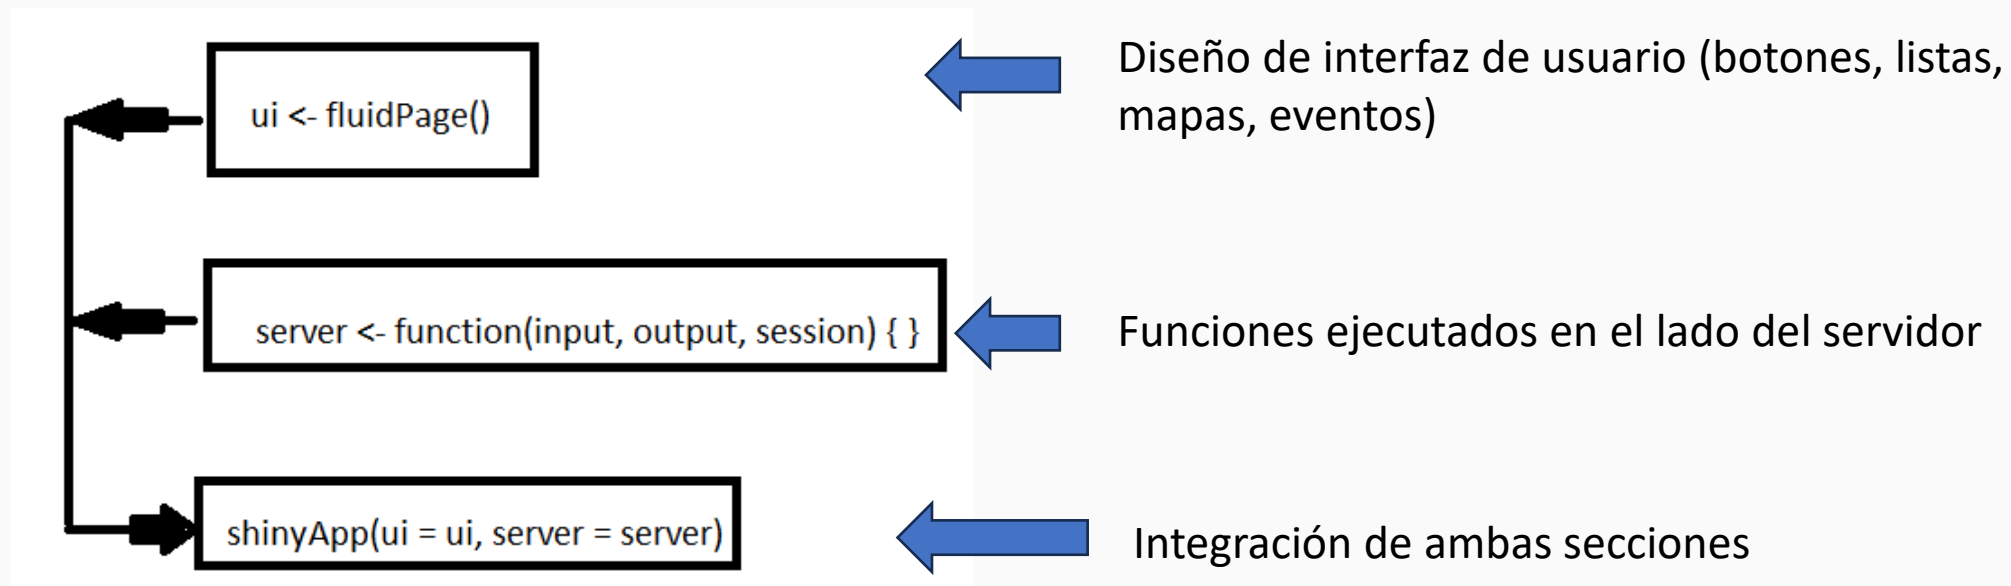 ui <- fluidPage()
Diseño de interfaz de usuario (botones, listas,
mapas, eventos)
server <- function(input, output, session) { }
Funciones ejecutados en el lado del servidor
shinyApp(ui = ui, server = server)
Integración de ambas secciones